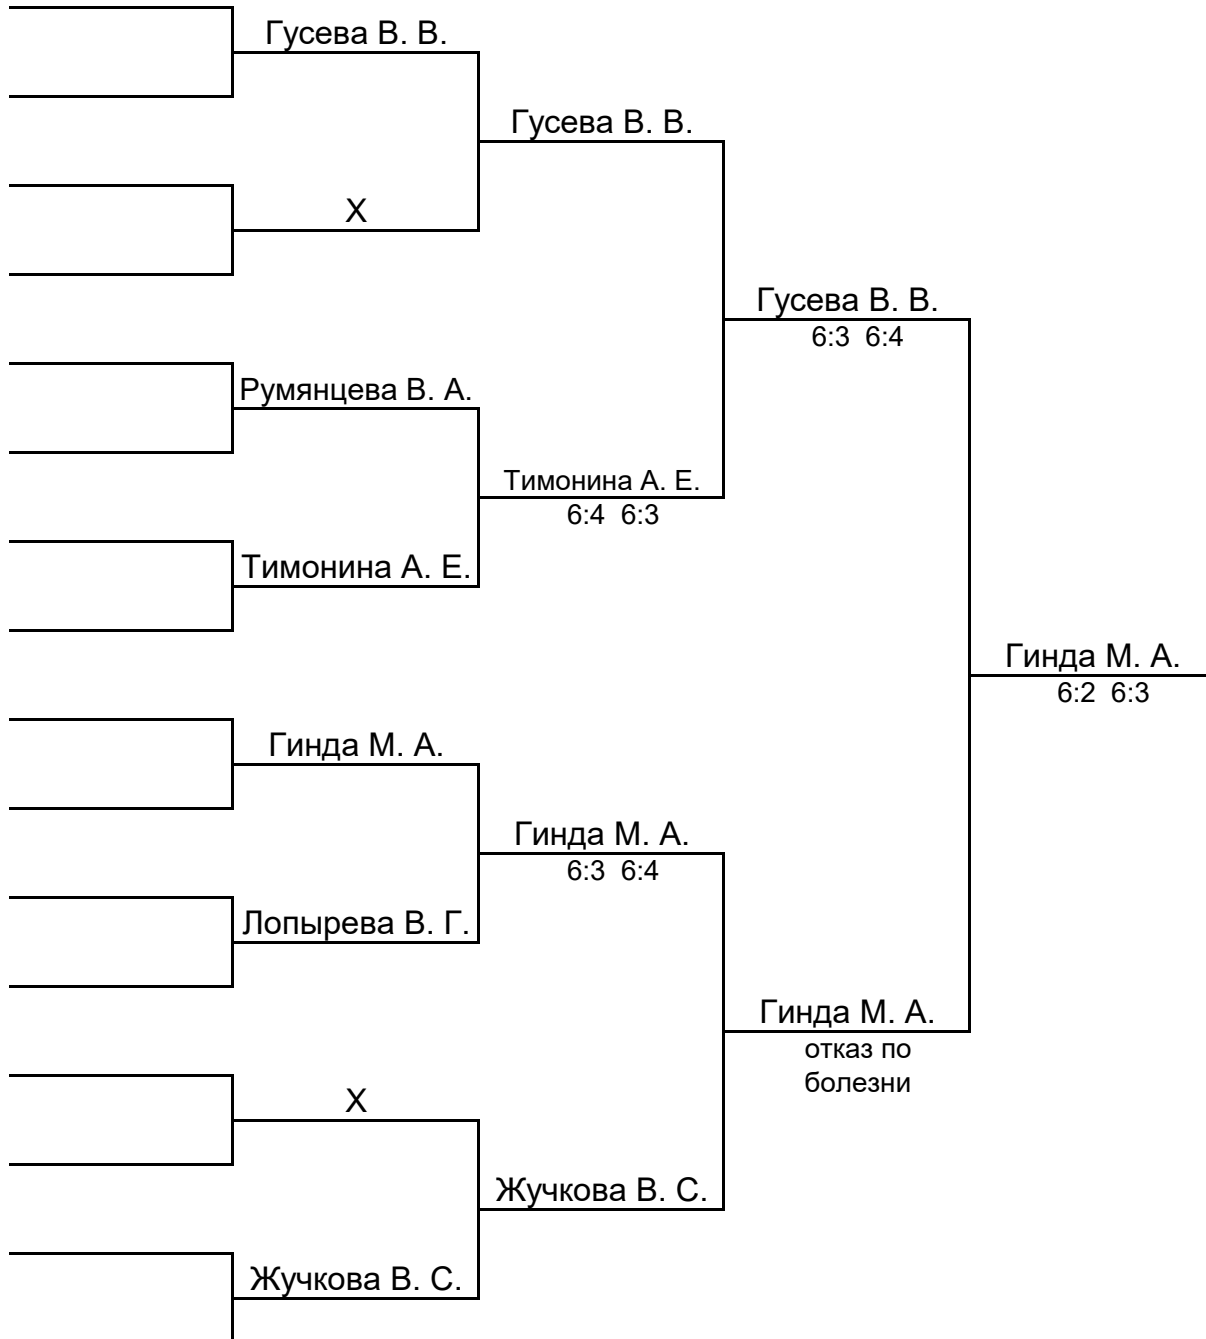 Гусева В. В.
Гусева В. В.
Х
Гусева В. В.
6:3 6:4
Румянцева В. А.
Тимонина А. Е.
6:4 6:3
Тимонина А. Е.
Гинда М. А.
6:2 6:3
Гинда М. А.
Гинда М. А.
6:3 6:4
Лопырева В. Г.
Гинда М. А.
отказ по
болезни
Х
Жучкова В. С.
Жучкова В. С.